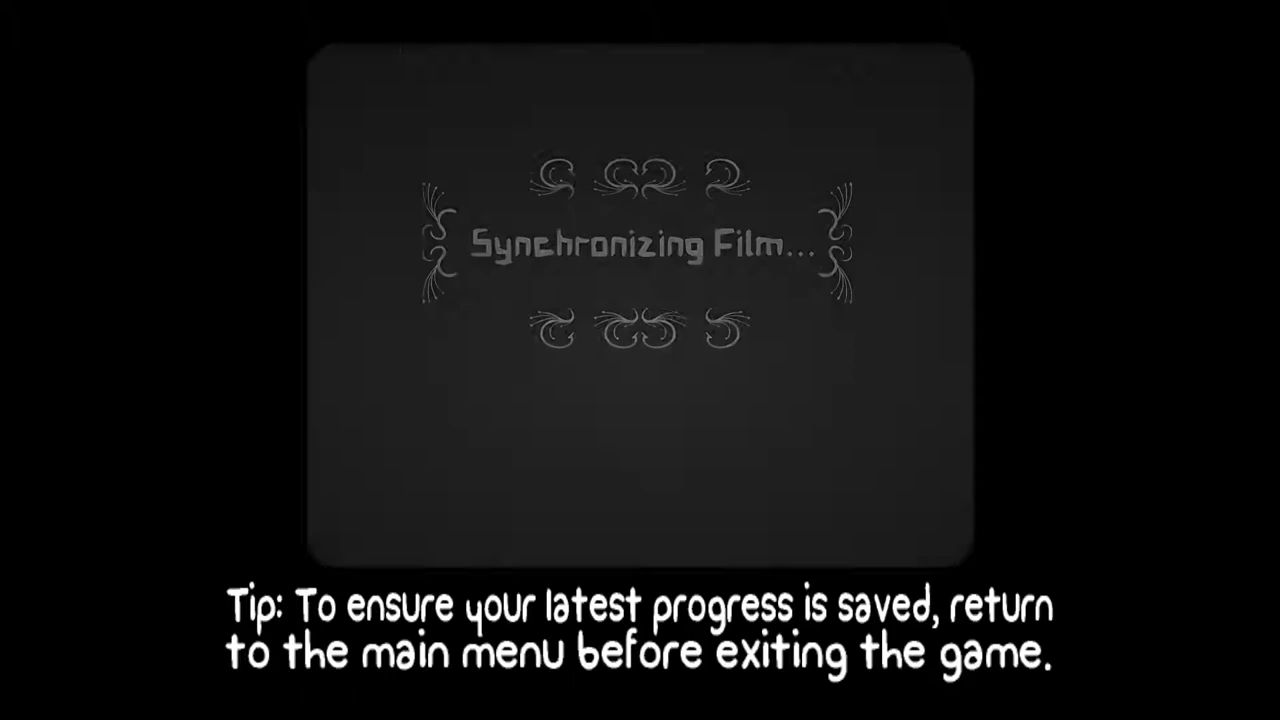 Synchronizing Film...
Tip: To ensure your latest progress is saved, return
to the main menu before exiting the game.